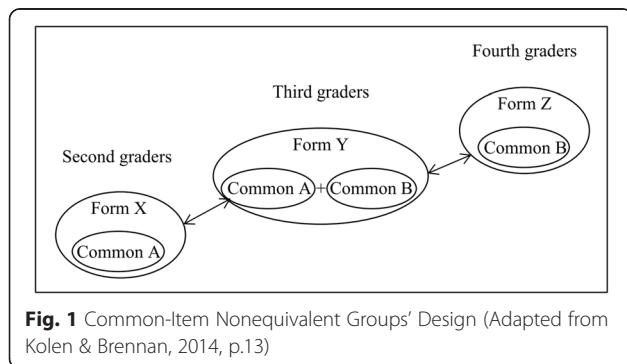 Fourth graders
Third graders
Form Z
Form Y
Common B
Second graders
Common A + Common B
Form X
Common A
Fig. 1 Common-Item Nonequivalent Groups' Design (Adapted from
Kolen & Brennan, 2014, p.13)